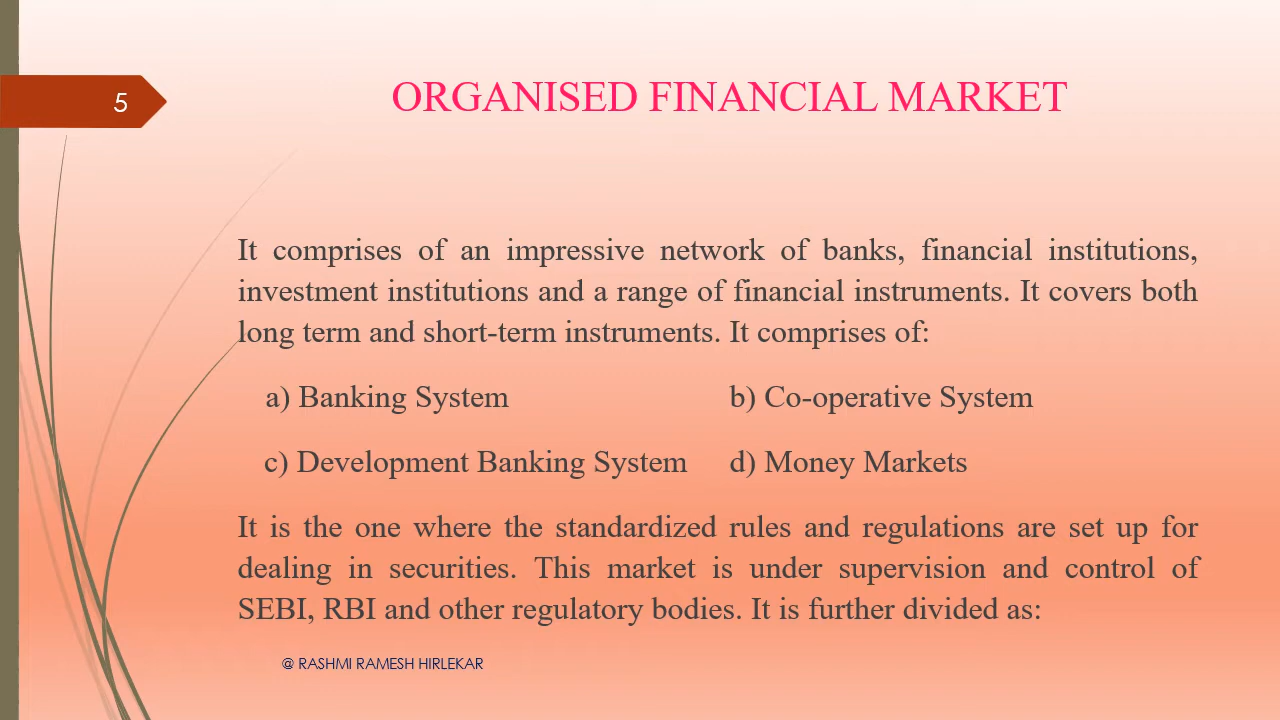 5
ORGANISED FINANCIAL MARKET
It comprises of an impressive network of banks, financial institutions,
investment institutions and a range of financial instruments. It covers both
long term and short-term instruments. It comprises of:
a) Banking System b) Co-operative System
c) Development Banking System d) Money Markets
It is the one where the standardized rules and regulations are set up for
dealing in securities. This market is under supervision and control of
SEBI, RBI and other regulatory bodies. It is further divided as:
@ RASHMI RAMESH HIRLEKAR